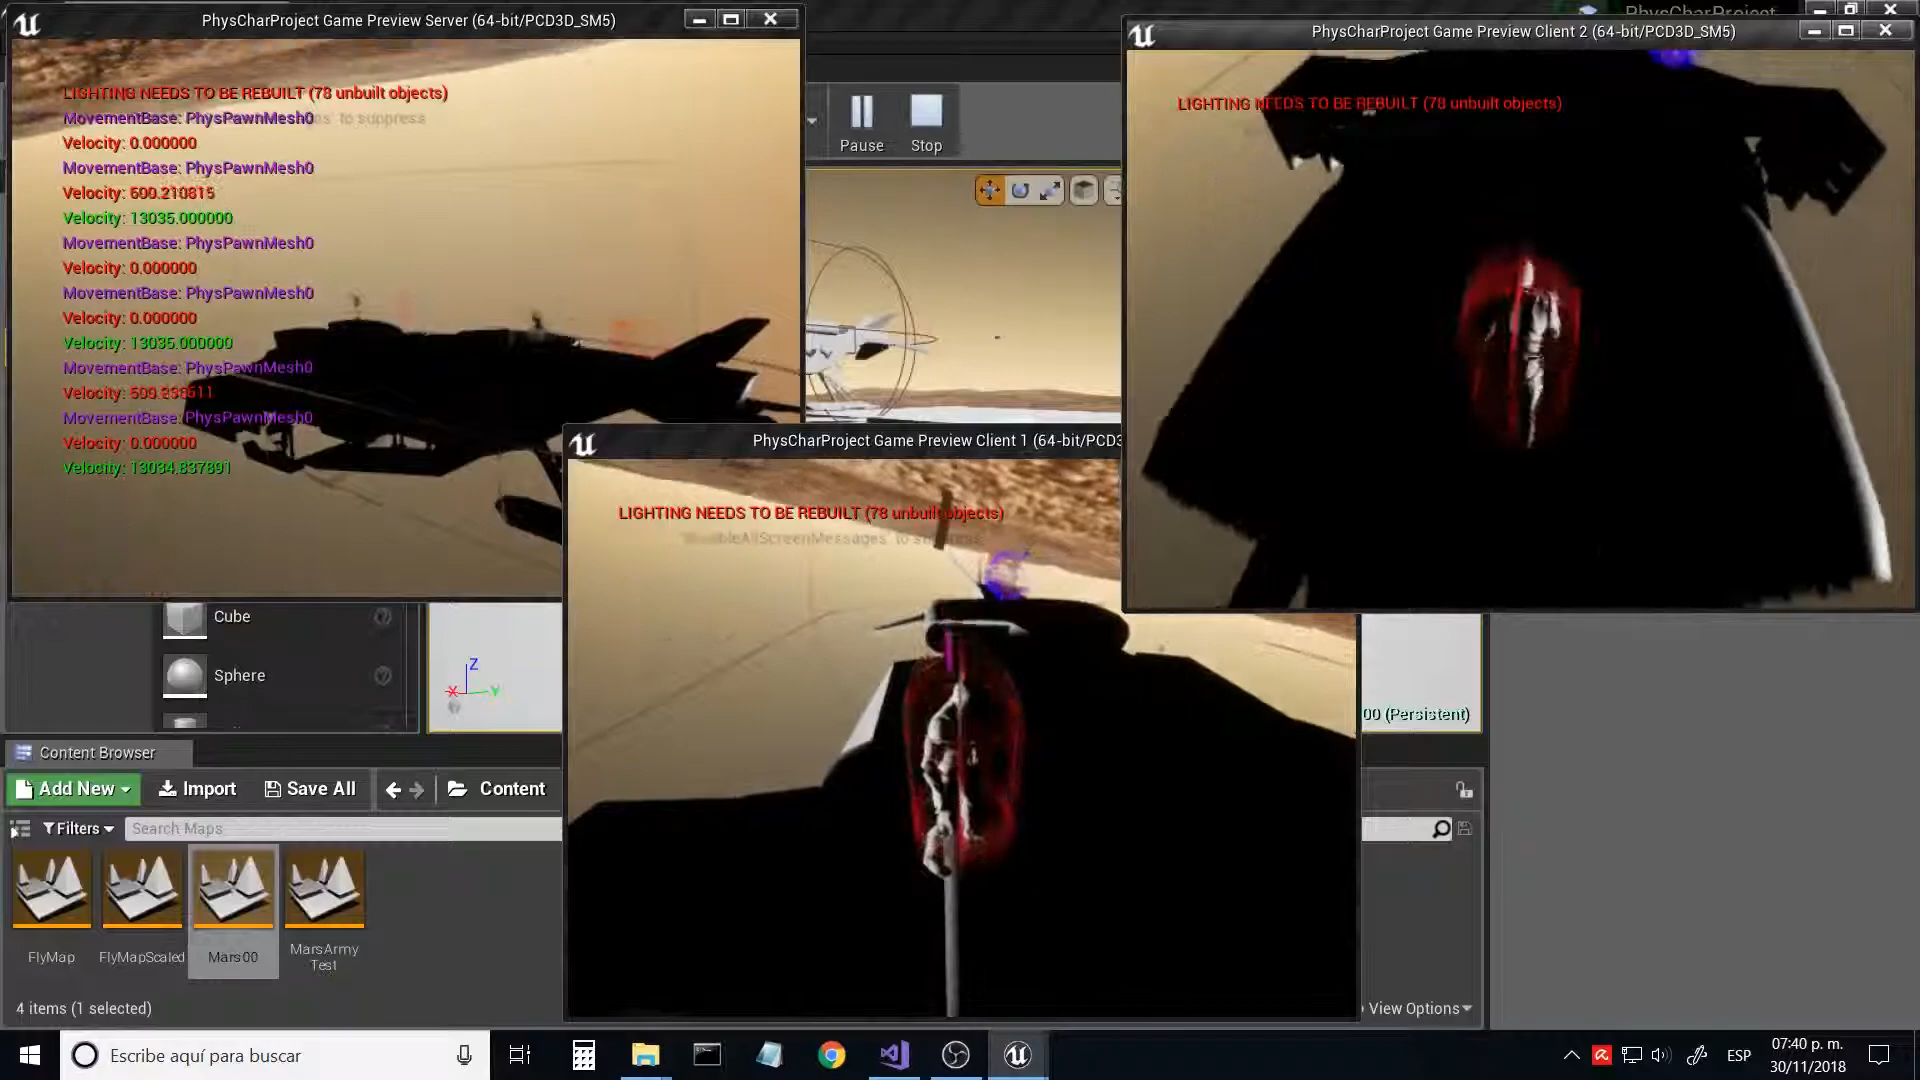 PhysCharProject Game Preview Server (64-bit/PCD3D_SM5)
LIGHTING NEEDS TO BE REBUILT (78 unbuilt objects)
MovementBase: PhysPawnMesh0
' to suppress
Velocity: 0.000000
MovementBase: PhysPawnMesh0
Velocity: 13035.000000
MovementBase: PhysPawnMesh0
Velocity: 0.000000
MovementBase: PhysPawnMesh0
Velocity: 0.000000
Velocity: 13035.000000
MovementBase: PhysPawnMesh0
Velocity:
MovementBase: PhysPawnMesh0
Velocity: 0.000000
Velocity: 13034.837891
Pause
Stop
PhysCharProject
PhysCharProject Game Preview Client 2 (64-bit/PCD3D_SM5)
LIGHTING NEEDS TO BE REBUILT (78 unbuilt objects)
PhysCharProject Game Preview Client 1 (64-bit/PCD3
LIGHTING NEEDS TO BE REBUILT (78 unbuilt objects)
'DisableAllScreenMessages' to suppress
Cube
Sphere
Z
X
Y
00 (Persistent)
Content Browser
Add New
Import
Save All
Content
Filters
Search Maps
FlyMap
FlyMapScaled
Mars00
MarsArmy
Test
4 items (1 selected)
View Options
Escribe aquí para buscar
ESP
07:40 p. m.
30/11/2018